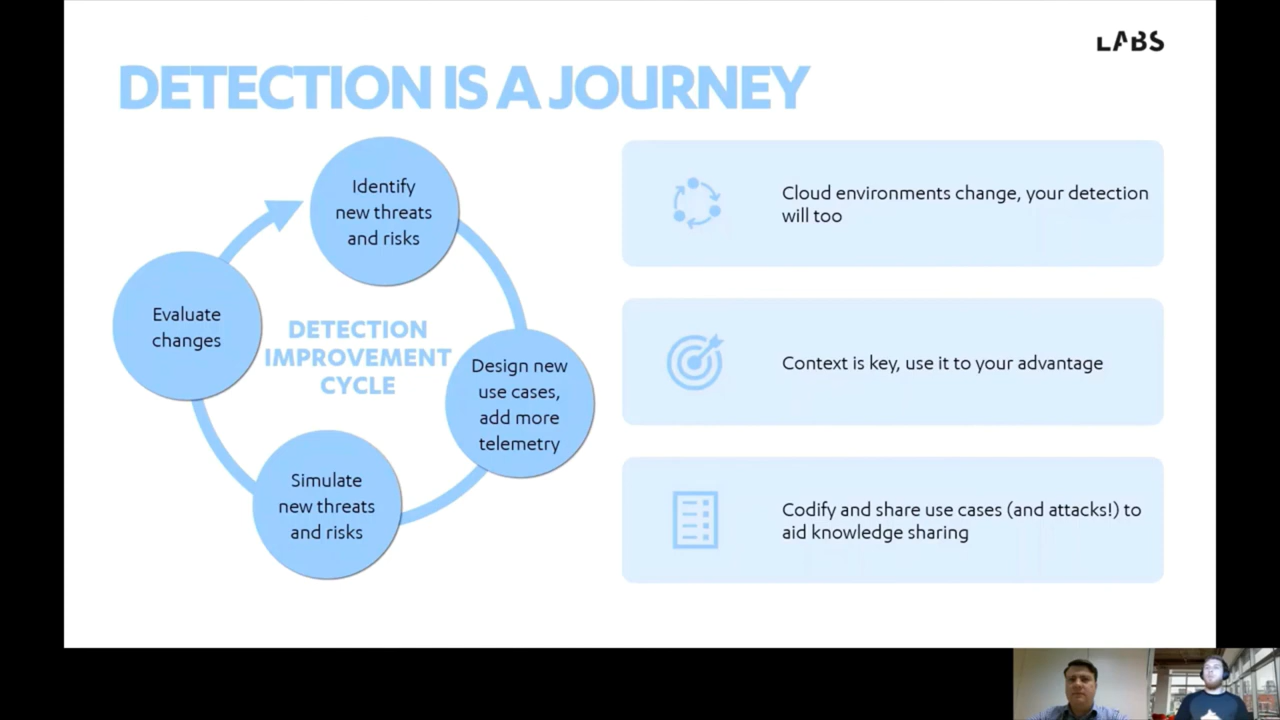 LABS
DETECTION IS A JOURNEY
Identify
new threats
and risks
Evaluate
changes
DETECTION
IMPROVEMENT
CYCLE
Design new
use cases,
add more
telemetry
Simulate
new threats
and risks
Cloud environments change, your detection
will too
Context is key, use it to your advantage
Codify and share use cases (and attacks!) to
aid knowledge sharing